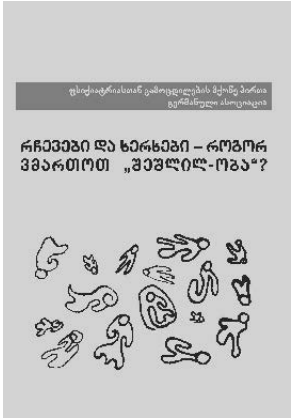 ფსიქიატრიასთან გამოცდილების მქონე პირთა
გერმანული ასოციაცია
რჩევები და ხერხები – როგორ
ვმართოთ „შეშლილ-ობა“?